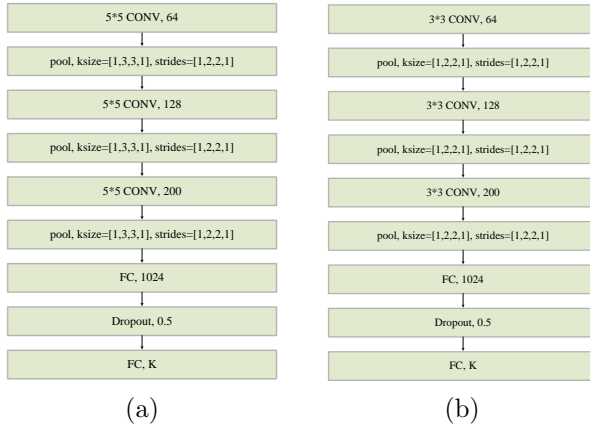 5*5 CONV, 64
pool, ksize=[1,3,3,1], strides=[1,2,2,1]
5*5 CONV, 128
pool, ksize=[1,3,3,1], strides=[1,2,2,1]
5*5 CONV, 200
pool, ksize=[1,3,3,1], strides=[1,2,2,1]
FC, 1024
Dropout, 0.5
FC, K
(a)
3*3 CONV, 64
pool, ksize=[1,2,2,1], strides=[1,2,2,1]
3*3 CONV, 128
pool, ksize=[1,2,2,1], strides=[1,2,2,1]
3*3 CONV, 200
pool, ksize=[1,2,2,1], strides=[1,2,2,1]
FC, 1024
Dropout, 0.5
FC, K
(b)